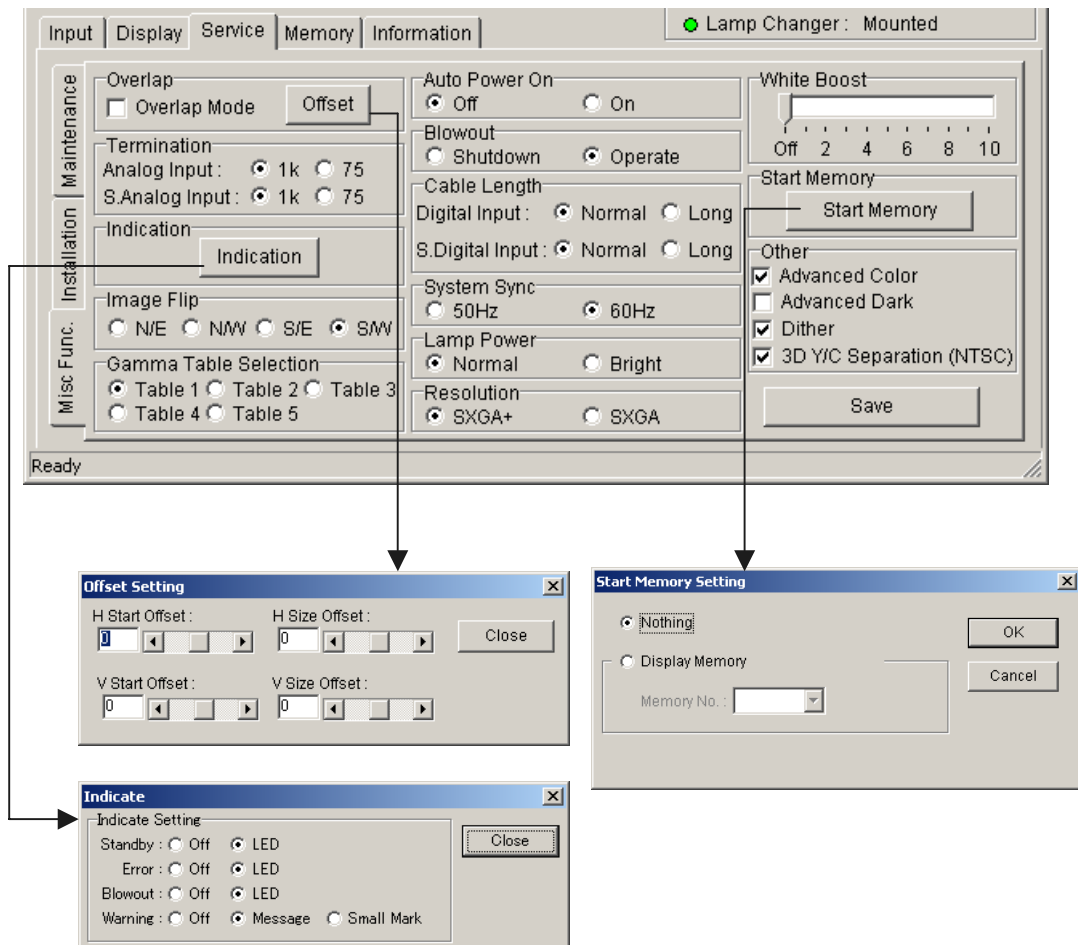 Input Display Service Memory Information
Lamp Changer : Mounted
Maintenance
Installation
Misc Func.
Overlap
Overlap Mode Offset
Termination
Analog Input : 1k 75
S.Analog Input : 1k 75
Indication
Indication
Image Flip
N/E N/W S/E S/W
Gamma Table Selection
Table 1 Table 2 Table 3
Table 4 Table 5
Auto Power On
Off On
Blowout
Shutdown Operate
Cable Length
Digital Input : Normal Long
S.Digital Input : Normal Long
System Sync
50Hz 60Hz
Lamp Power
Normal Bright
Resolution
SXGA+ SXGA
White Boost
Off 2 4 6 8 10
Start Memory
Start Memory
Other
Advanced Color
Advanced Dark
Dither
3D Y/C Separation (NTSC)
Save
Ready
Offset Setting
H Start Offset : H Size Offset :
0 0 Close
V Start Offset : V Size Offset :
0 0
Start Memory Setting
Nothing
OK
Display Memory
Cancel
Memory No. :
Indicate
Indicate Setting
Close
Standby : Off LED
Error : Off LED
Blowout : Off LED
Warning : Off Message Small Mark